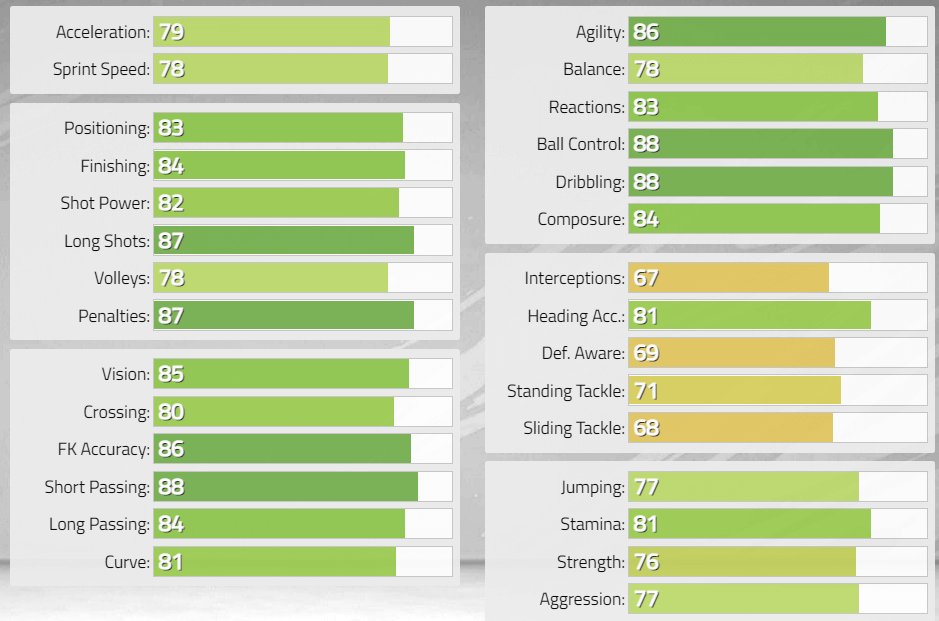 Acceleration: 79
Sprint Speed: 78
Positioning: 83
Finishing: 84
Shot Power: 82
Long Shots: 87
Volleys: 78
Penalties: 87
Vision: 85
Crossing: 80
FK Accuracy: 86
Short Passing: 88
Long Passing: 84
Curve: 81
Agility: 86
Balance: 78
Reactions: 83
Ball Control: 88
Dribbling: 88
Composure: 84
Interceptions: 67
Heading Acc.: 81
Def. Aware: 69
Standing Tackle: 71
Sliding Tackle: 68
Jumping: 77
Stamina: 81
Strength: 76
Aggression: 77